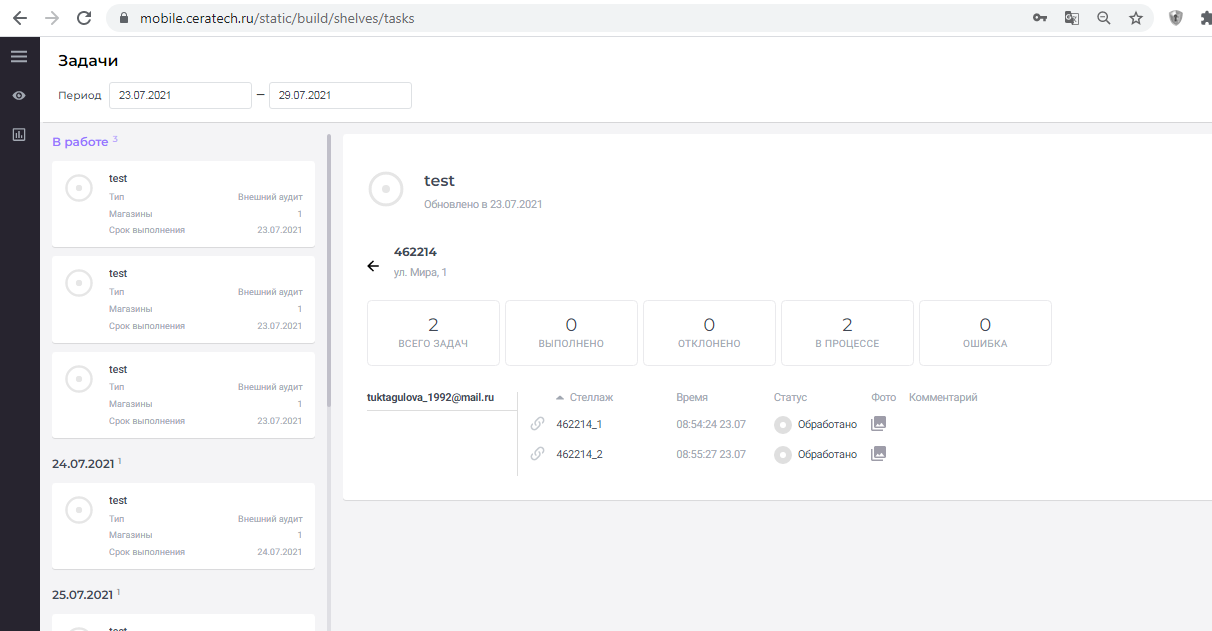 mobile.ceratech.ru/static/build/shelves/tasks
Задачи
Период 23.07.2021 — 29.07.2021
В работе 3
test
Тип Внешний аудит
Магазины 1
Срок выполнения 23.07.2021
test
Тип Внешний аудит
Магазины 1
Срок выполнения 23.07.2021
test
Тип Внешний аудит
Магазины 1
Срок выполнения 23.07.2021
24.07.2021 1
test
Тип Внешний аудит
Магазины 1
Срок выполнения 24.07.2021
25.07.2021 1
test
test
Обновлено в 23.07.2021
462214
ул. Мира, 1
2 0 0 2 0
ВСЕГО ЗАДАЧ ВЫПОЛНЕНО ОТКЛОНЕНО В ПРОЦЕССЕ ОШИБКА
tuktagulova_1992@mail.ru Стеллаж Время Статус Фото Комментарий
462214_1 08:54:24 23.07 Обработано
462214_2 08:55:27 23.07 Обработано